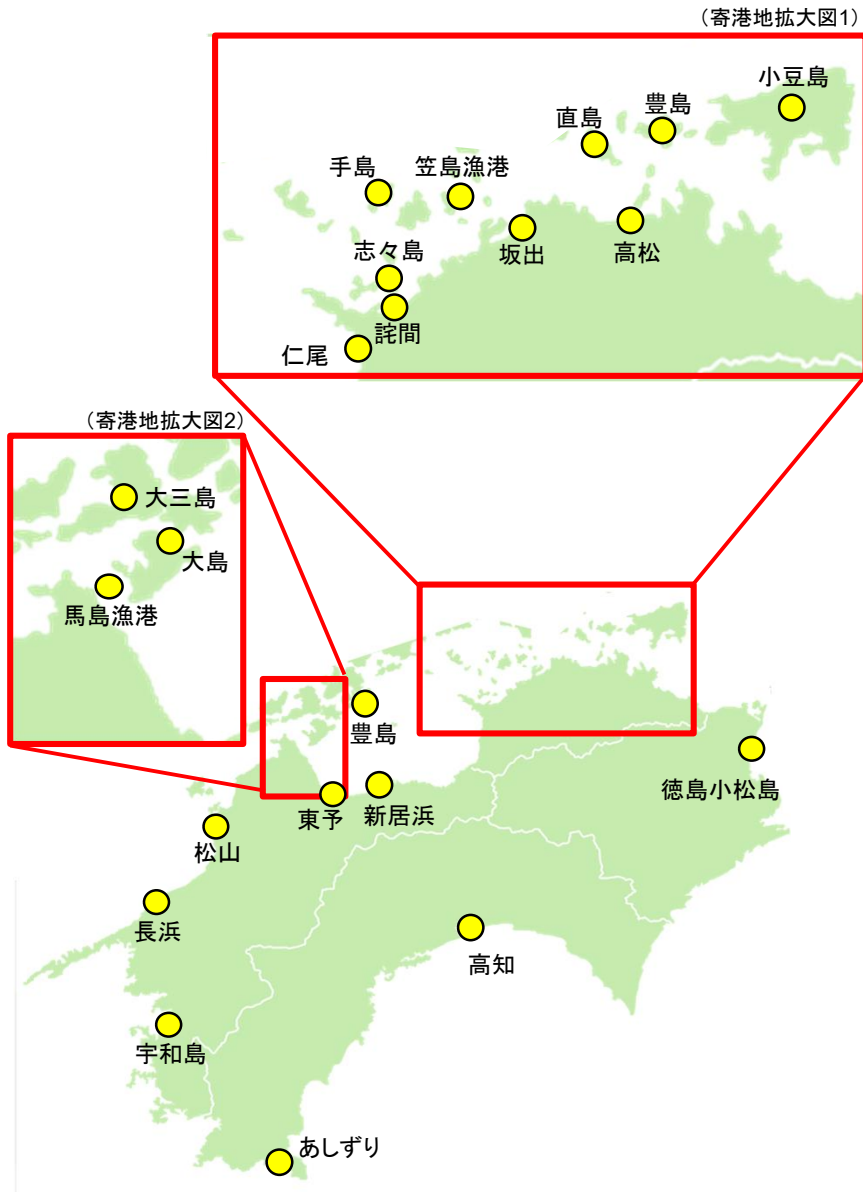 （寄港地拡大図1）
小豆島
豊島
直島
手島
笠島漁港
坂出
高松
志々島
詫間
仁尾
（寄港地拡大図2）
大三島
大島
馬島漁港
豊島
徳島小松島
東予
新居浜
松山
長浜
高知
宇和島
あしずり